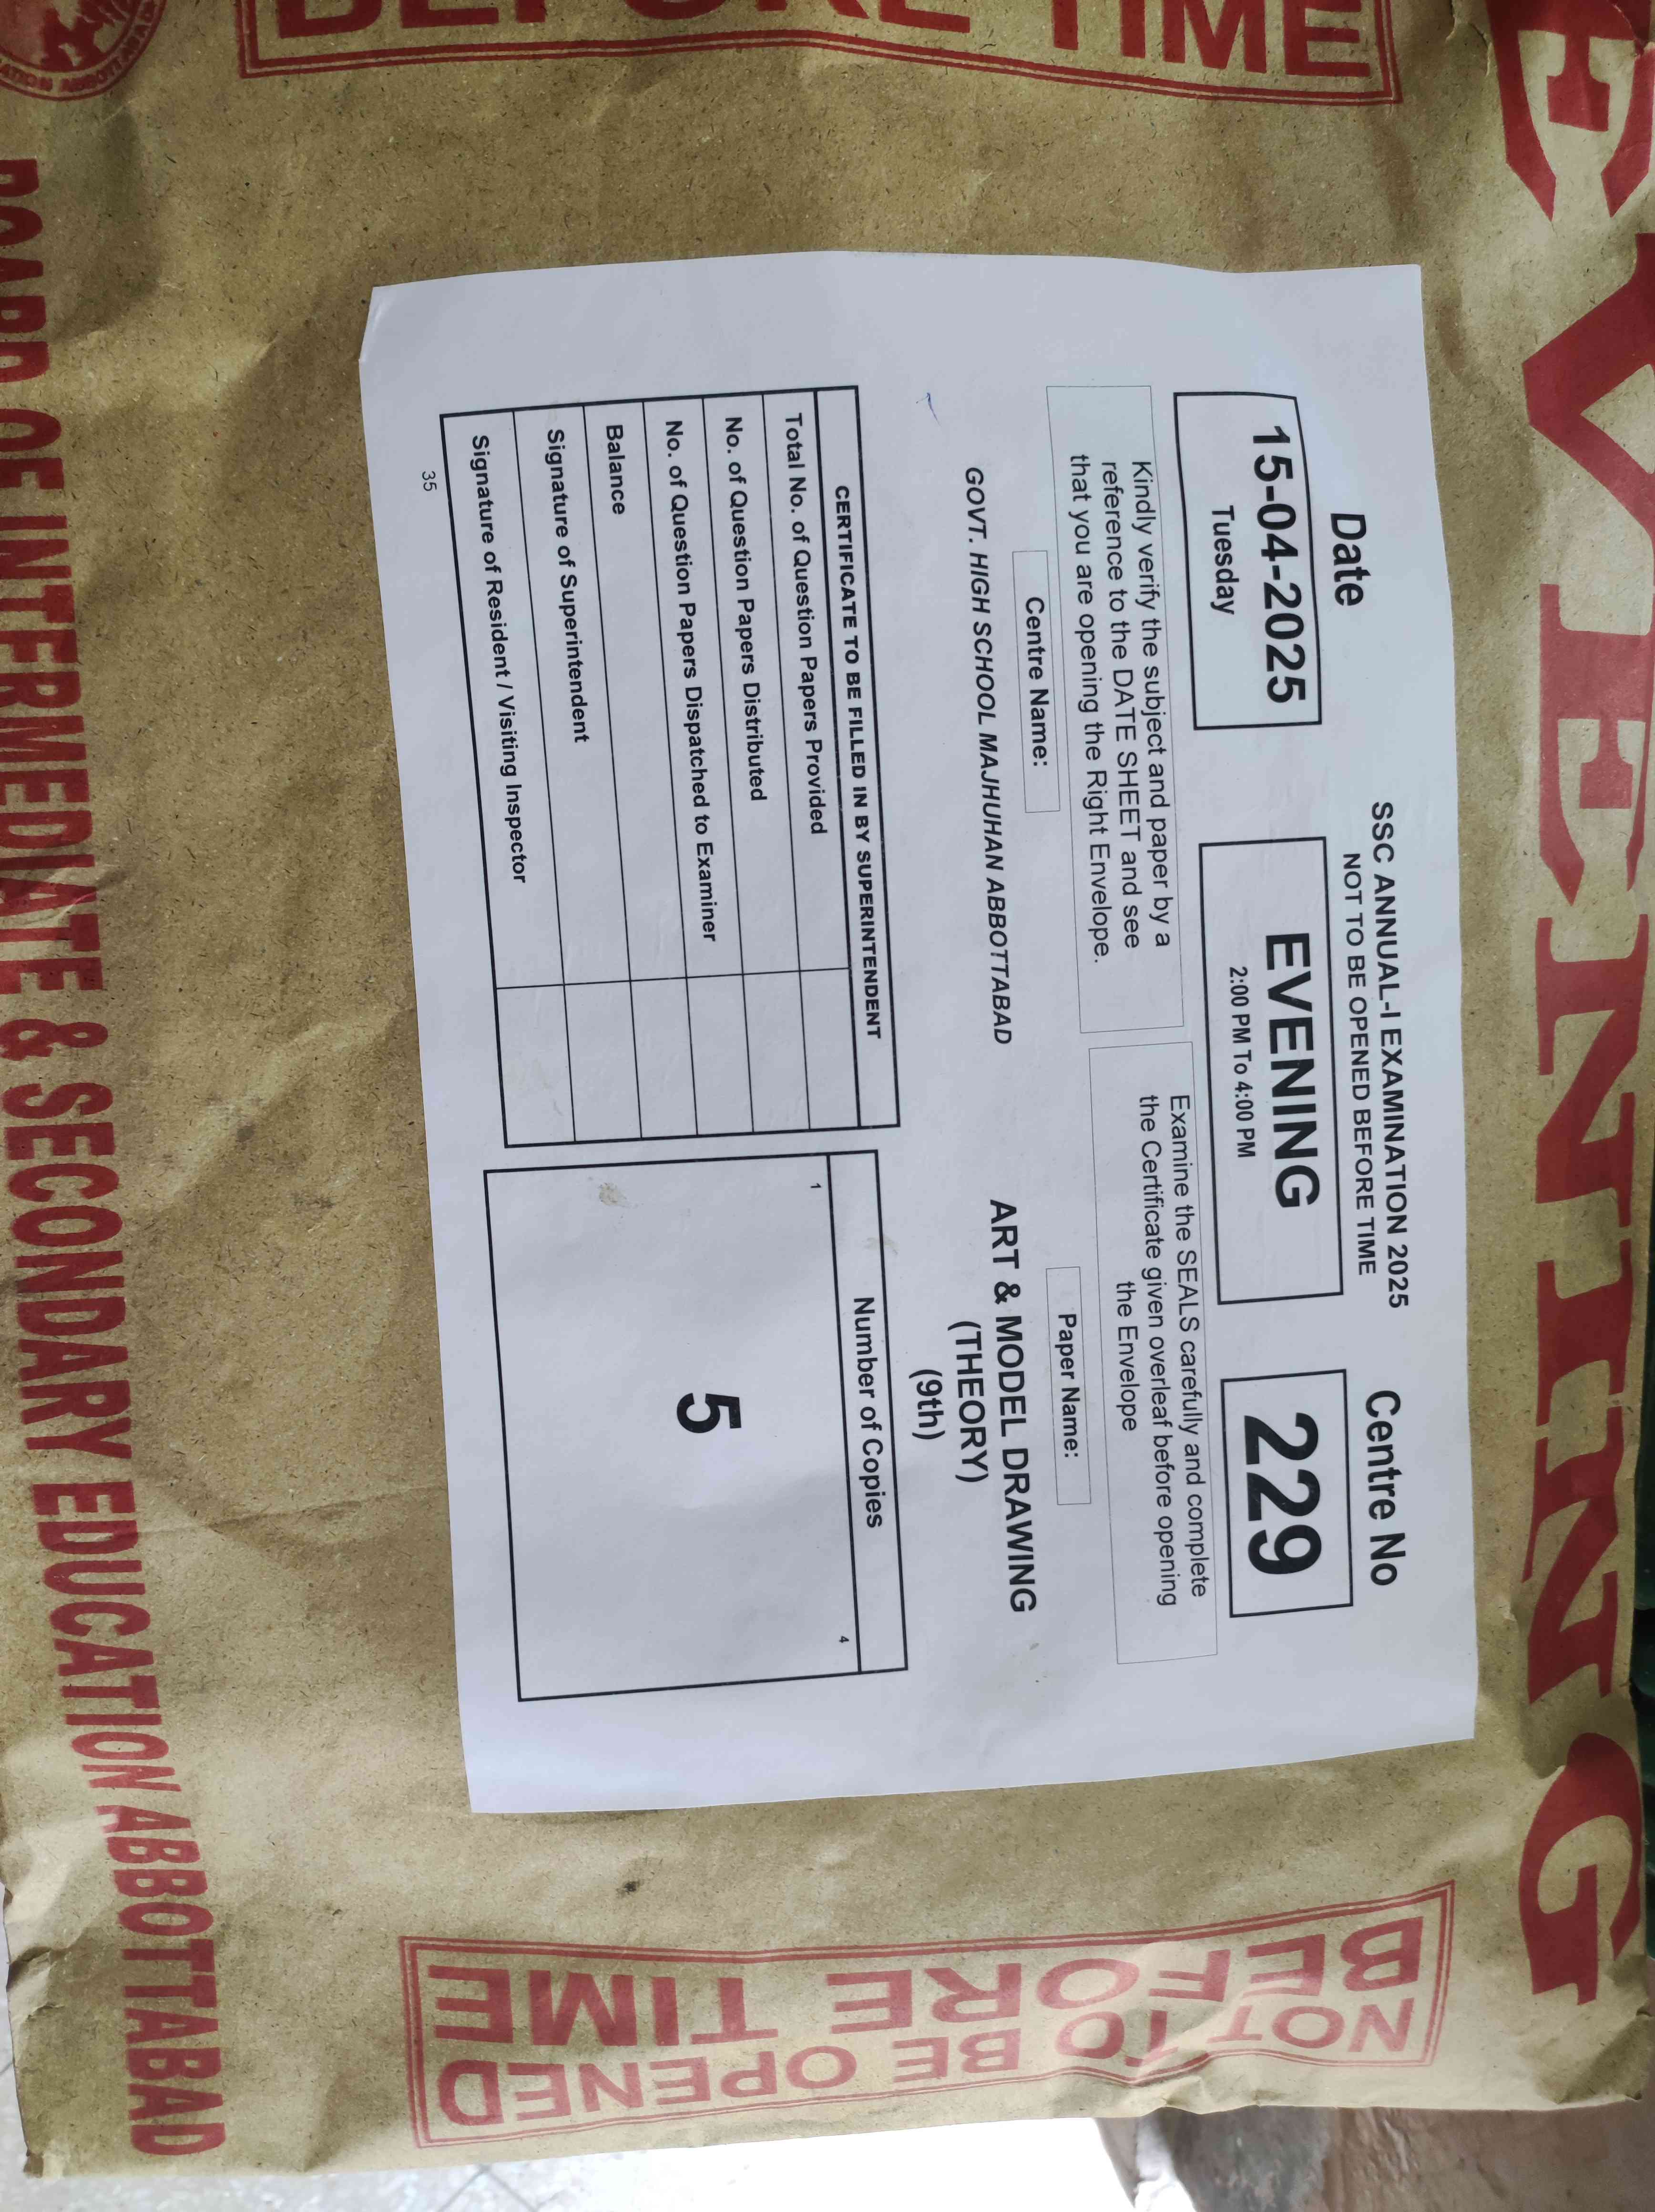 EVENING
BEFORE TIME
SSC ANNUAL-I EXAMINATION 2025
NOT TO BE OPENED BEFORE TIME
Date
15-04-2025
Tuesday
EVENING
2:00 PM To 4:00 PM
Centre No
229
Kindly verify the subject and paper by a
reference to the DATE SHEET and see
that you are opening the Right Envelope.
Examine the SEALS carefully and complete
the Certificate given overleaf before opening
the Envelope
Centre Name:
GOVT. HIGH SCHOOL MAJHUHAN ABBOTTABAD
Paper Name:
ART & MODEL DRAWING
(THEORY)
(9th)
CERTIFICATE TO BE FILLED IN BY SUPERINTENDENT
Total No. of Question Papers Provided
No. of Question Papers Distributed
No. of Question Papers Dispatched to Examiner
Balance
Signature of Superintendent
Signature of Resident / Visiting Inspector
35
Number of Copies
1
4
5
NOT TO BE OPENED
BEFORE TIME
BOARD OF INTERMEDIATE & SECONDARY EDUCATION ABBOTTABAD